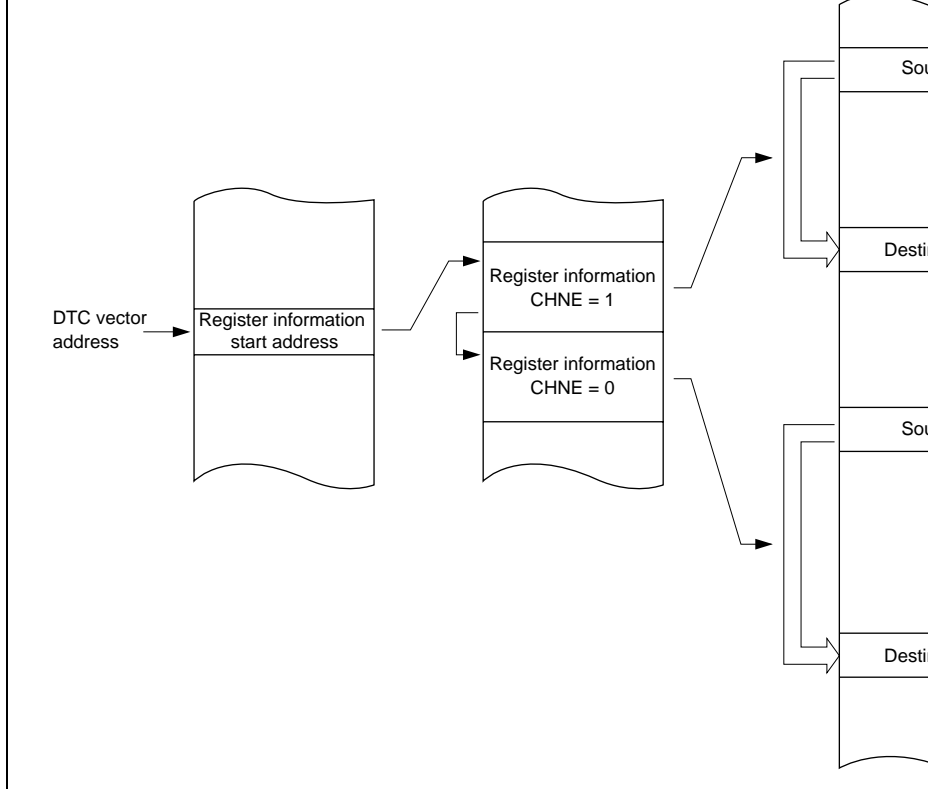 DTC vector
address
Register information
start address
Register information
CHNE = 1
Register information
CHNE = 0